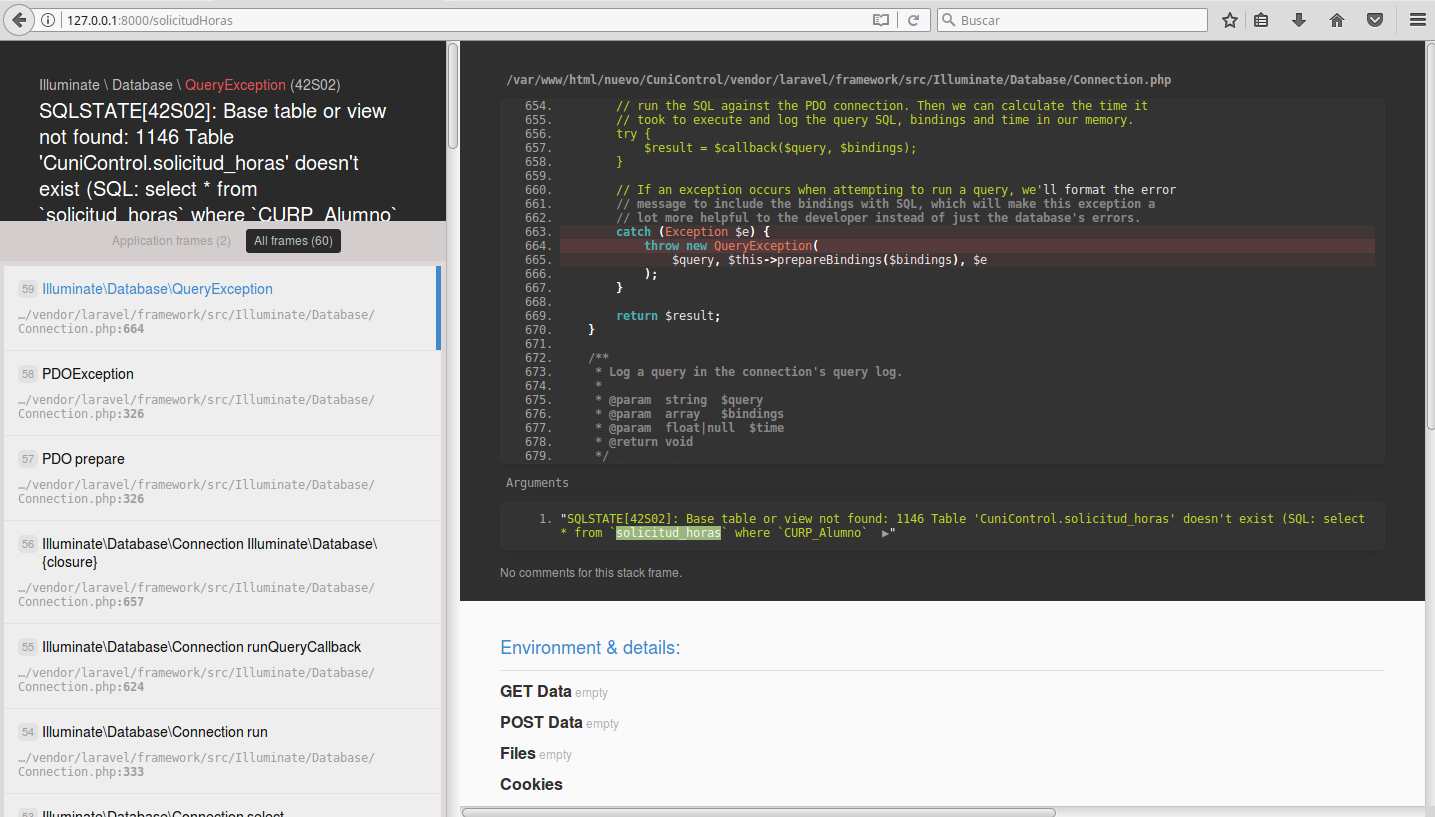 127.0.0.1:8000/solicitudHoras
Buscar
Illuminate \ Database \ QueryException (42S02)
SQLSTATE[42S02]: Base table or view
not found: 1146 Table
'CuniControl.solicitud_horas' doesn't
exist (SQL: select * from
`solicitud_horas` where `CURP_Alumno`
Application frames (2)
All frames (60)
59 Illuminate\Database\QueryException
…/vendor/laravel/framework/src/Illuminate/Database/
Connection.php:664
58 PDOException
…/vendor/laravel/framework/src/Illuminate/Database/
Connection.php:326
57 PDO prepare
…/vendor/laravel/framework/src/Illuminate/Database/
Connection.php:326
56 Illuminate\Database\Connection Illuminate\Database\
{closure}
…/vendor/laravel/framework/src/Illuminate/Database/
Connection.php:657
55 Illuminate\Database\Connection runQueryCallback
…/vendor/laravel/framework/src/Illuminate/Database/
Connection.php:624
54 Illuminate\Database\Connection run
…/vendor/laravel/framework/src/Illuminate/Database/
Connection.php:333
53 Illuminate\Database\Connection select
/var/www/html/nuevo/CuniControl/vendor/laravel/framework/src/Illuminate/Database/Connection.php
654. // run the SQL against the PDO connection. Then we can calculate the time it
655. // took to execute and log the query SQL, bindings and time in our memory.
656. try {
657. $result = $callback($query, $bindings);
658. }
659.
660. // If an exception occurs when attempting to run a query, we'll format the error
661. // message to include the bindings with SQL, which will make this exception a
662. // lot more helpful to the developer instead of just the database's errors.
663. catch (Exception $e) {
664. throw new QueryException(
665. $query, $this->prepareBindings($bindings), $e
666. );
667. }
668.
669. return $result;
670. }
671.
672. /**
673. * Log a query in the connection's query log.
674. *
675. * @param  string  $query
676. * @param  array   $bindings
677. * @param  float|null  $time
678. * @return void
679. */
Arguments
1. "SQLSTATE[42S02]: Base table or view not found: 1146 Table 'CuniControl.solicitud_horas' doesn't exist (SQL: select
* from `solicitud_horas` where `CURP_Alumno` ▶"
No comments for this stack frame.
Environment & details:
GET Data empty
POST Data empty
Files empty
Cookies